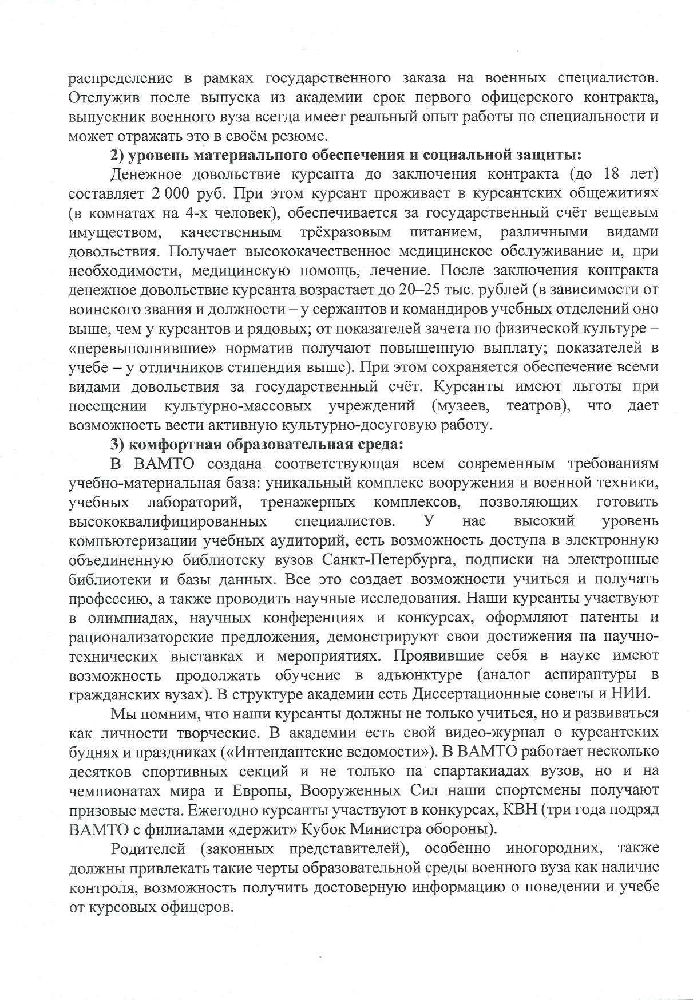 распределение в рамках государственного заказа на военных специалистов.
Отслужив после выпуска из академии срок первого офицерского контракта,
выпускник военного вуза всегда имеет реальный опыт работы по специальности и
может отражать это в своём резюме.
2) уровень материального обеспечения и социальной защиты:
Денежное довольствие курсанта до заключения контракта (до 18 лет)
составляет 2 000 руб. При этом курсант проживает в курсантских общежитиях
(в комнатах на 4-х человек), обеспечивается за государственный счёт вещевым
имуществом, качественным трёхразовым питанием, различными видами
довольствия. Получает высококачественное медицинское обслуживание и, при
необходимости, медицинскую помощь, лечение. После заключения контракта
денежное довольствие курсанта возрастает до 20–25 тыс. рублей (в зависимости от
воинского звания и должности – у сержантов и командиров учебных отделений оно
выше, чем у курсантов и рядовых; от показателей зачета по физической культуре –
«перевыполнившие» норматив получают повышенную выплату; показателей в
учебе – у отличников стипендия выше). При этом сохраняется обеспечение всеми
видами довольствия за государственный счёт. Курсанты имеют льготы при
посещении культурно-массовых учреждений (музеев, театров), что дает
возможность вести активную культурно-досуговую работу.
3) комфортная образовательная среда:
В ВАМТО создана соответствующая всем современным требованиям
учебно-материальная база: уникальный комплекс вооружения и военной техники,
учебных лабораторий, тренажерных комплексов, позволяющих готовить
высококвалифицированных специалистов. У нас высокий уровень
компьютеризации учебных аудиторий, есть возможность доступа в электронную
объединенную библиотеку вузов Санкт-Петербурга, подписки на электронные
библиотеки и базы данных. Все это создает возможности учиться и получать
профессию, а также проводить научные исследования. Наши курсанты участвуют
в олимпиадах, научных конференциях и конкурсах, оформляют патенты и
рационализаторские предложения, демонстрируют свои достижения на научно-
технических выставках и мероприятиях. Проявившие себя в науке имеют
возможность продолжать обучение в адъюнктуре (аналог аспирантуры в
гражданских вузах). В структуре академии есть Диссертационные советы и НИИ.
Мы помним, что наши курсанты должны не только учиться, но и развиваться
как личности творческие. В академии есть свой видео-журнал о курсантских
буднях и праздниках («Интендантские ведомости»). В ВАМТО работает несколько
десятков спортивных секций и не только на спартакиадах вузов, но и на
чемпионатах мира и Европы, Вооруженных Сил наши спортсмены получают
призовые места. Ежегодно курсанты участвуют в конкурсах, КВН (три года подряд
ВАМТО с филиалами «держит» Кубок Министра обороны).
Родителей (законных представителей), особенно иногородних, также
должны привлекать такие черты образовательной среды военного вуза как наличие
контроля, возможность получить достоверную информацию о поведении и учебе
от курсовых офицеров.